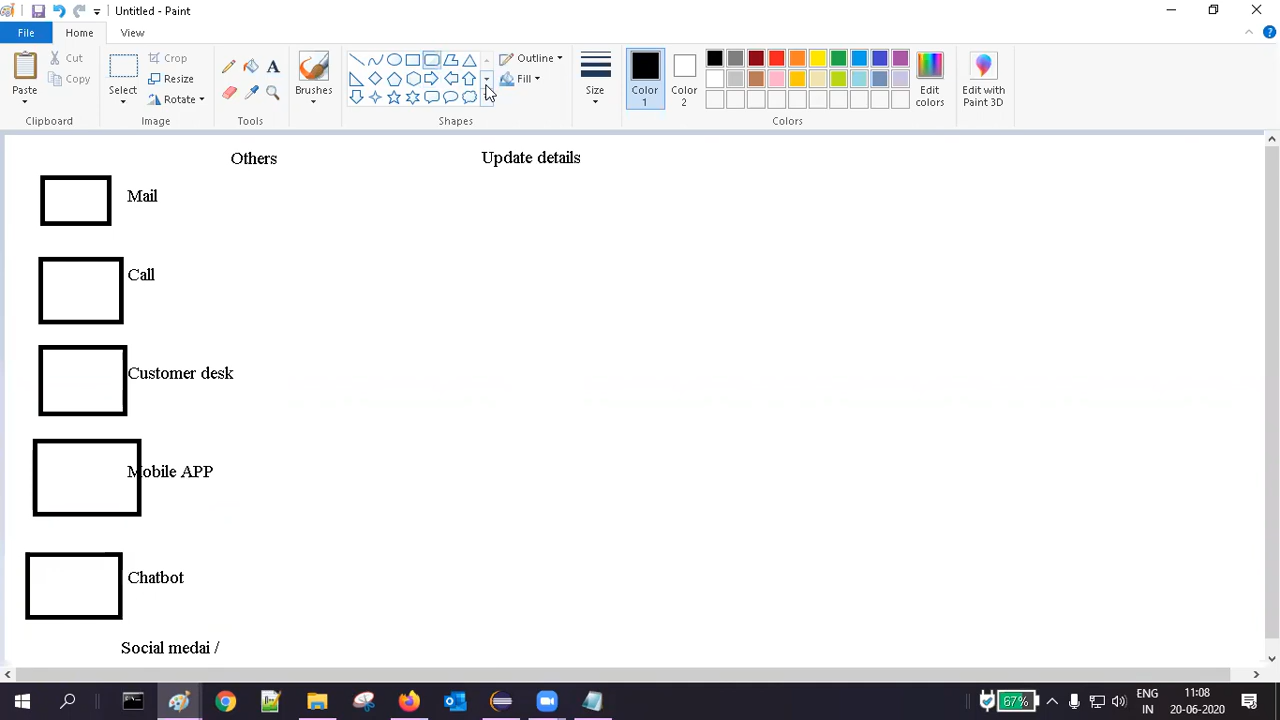 Untitled - Paint
File
Home
View
Paste
Cut
Copy
Clipboard
Select
Crop
Resize
Rotate
Image
A
Tools
Brushes
Shapes
Outline
Fill
Size
Color 1
Color 2
Edit colors
Colors
Edit with Paint 3D
Others
Update details
Mail
Call
Customer desk
Mobile APP
Chatbot
Social medai /
67%
ENG
IN
11:08
20-06-2020